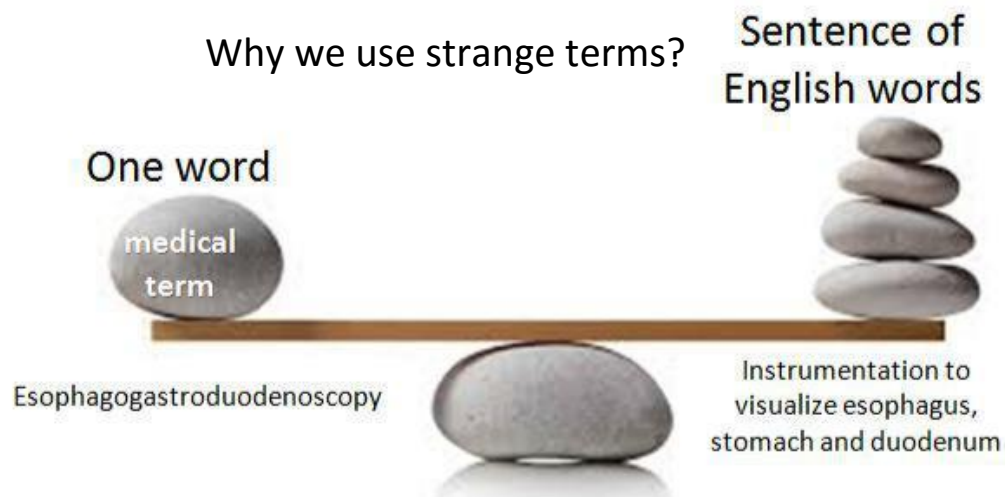 Why we use strange terms?
Sentence of
English words
One word
medical
term
Esophagogastroduodenoscopy
Instrumentation to
visualize esophagus,
stomach and duodenum